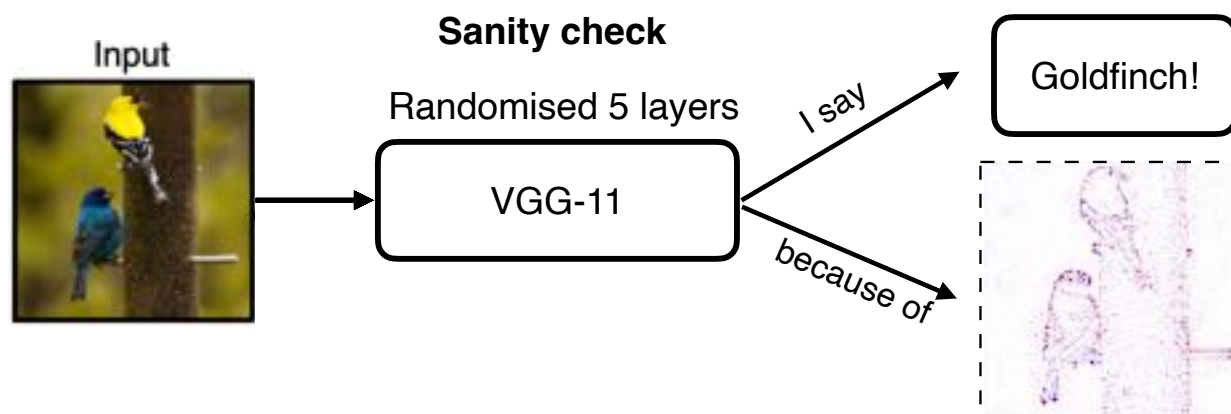 Sanity check
Input
Randomised 5 layers
VGG-11
I say
Goldfinch!
because of